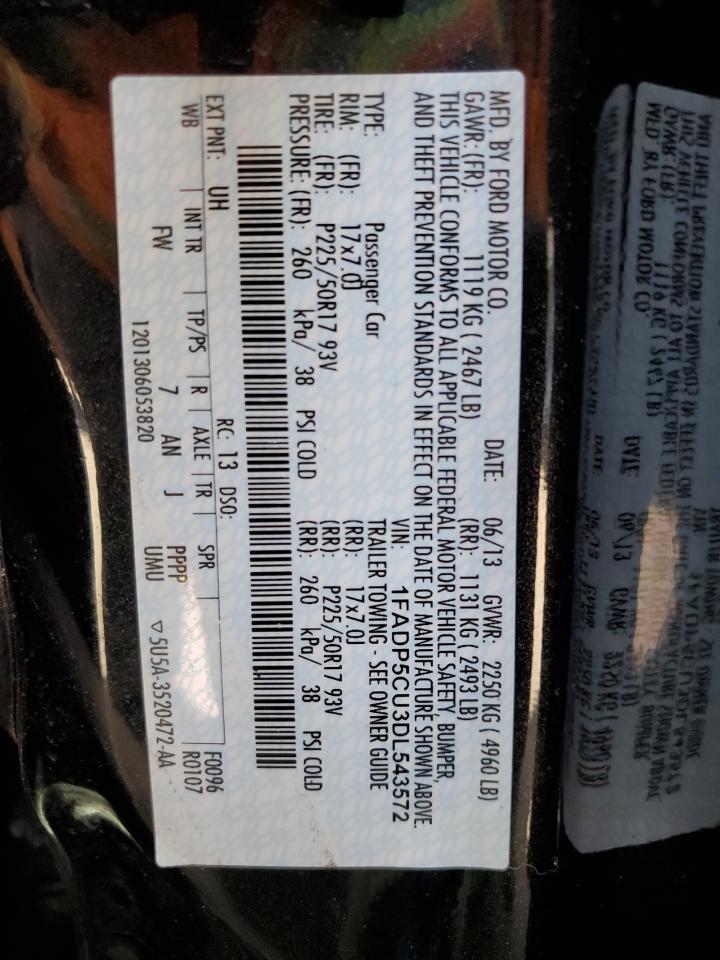 MFD. BY FORD MOTOR CO.
DATE: 06/13 GVWR: 2250 KG ( 4960 LB)
GAWR: (FR): 1119 KG ( 2467 LB) (RR): 1131 KG ( 2493 LB)
THIS VEHICLE CONFORMS TO ALL APPLICABLE FEDERAL MOTOR VEHICLE SAFETY, BUMPER,
AND THEFT PREVENTION STANDARDS IN EFFECT ON THE DATE OF MANUFACTURE SHOWN ABOVE.
VIN: 1FADP5CU3DL543572
TYPE: Passenger Car TRAILER TOWING - SEE OWNER GUIDE
RIM: (FR): 17x7.0J (RR): 17x7.0J
TIRE: (FR): P225/50R17 93V (RR): P225/50R17 93V
PRESSURE: (FR): 260 kPa/ 38 PSI COLD (RR): 260 kPa/ 38 PSI COLD
EXT PNT: UH RC: 13 DSO: F0096
WB INT TR TP/PS R AXLE TR SPR R0107
FW 7 AN J PPPP
UMU
1201306053820 ▽5U5A-3520472-AA